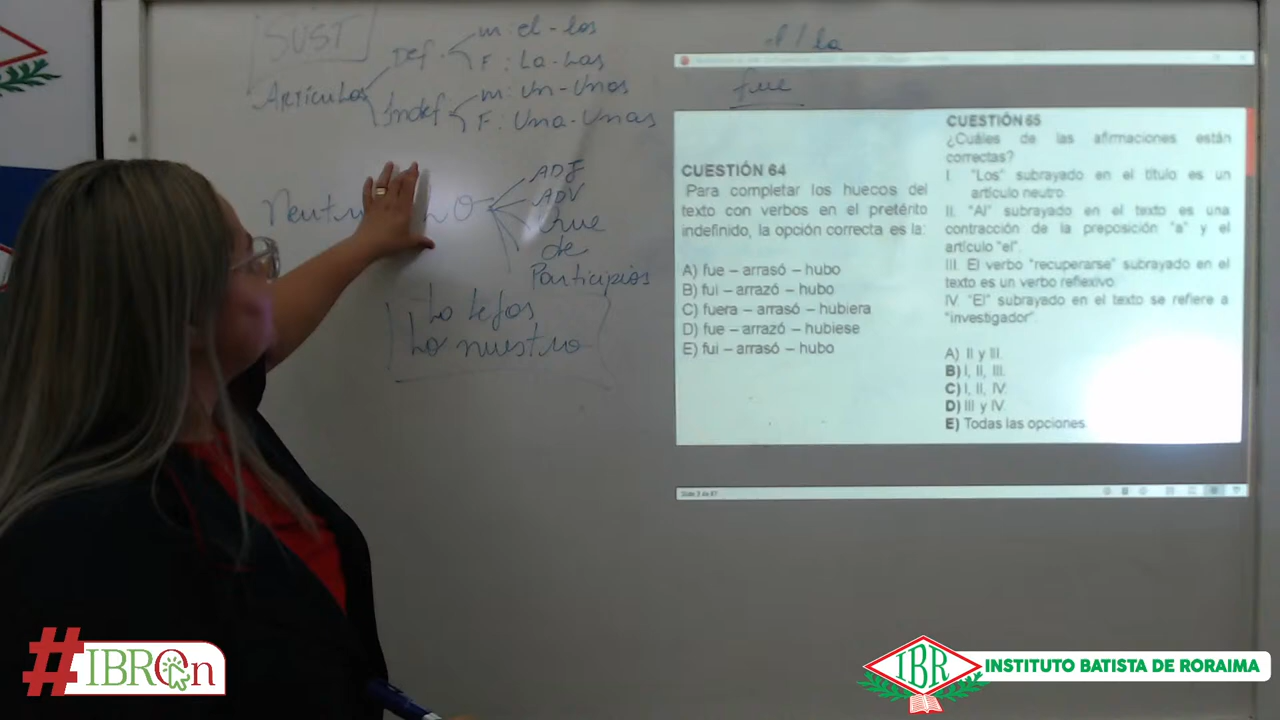 SUST
Artículos
Def.
m: el - los
F: La - Las
Indef
m: Un - Unos
F: Una - Unas
ADJ
ADV
que
de
Participios
Lo lejos
Lo nuestro
el / la
fue
CUESTIÓN 64
Para completar los huecos del
texto con verbos en el pretérito
indefinido, la opción correcta es la:
A) fue – arrasó – hubo
B) fui – arrazó – hubo
C) fuera – arrasó – hubiera
D) fue – arrazó – hubiese
E) fui – arrasó – hubo
CUESTIÓN 65
¿Cuáles de las afirmaciones están
correctas?
I. "Los" subrayado en el título es un
artículo neutro.
II. "Al" subrayado en el texto es una
contracción de la preposición "a" y el
artículo "el".
III. El verbo "recuperarse" subrayado en el
texto es un verbo reflexivo.
IV. "El" subrayado en el texto se refiere a
"investigador".
A) II y III.
B) I, II, III.
C) I, II, IV.
D) III y IV.
E) Todas las opciones.
#IBROn
IBR
INSTITUTO BATISTA DE RORAIMA